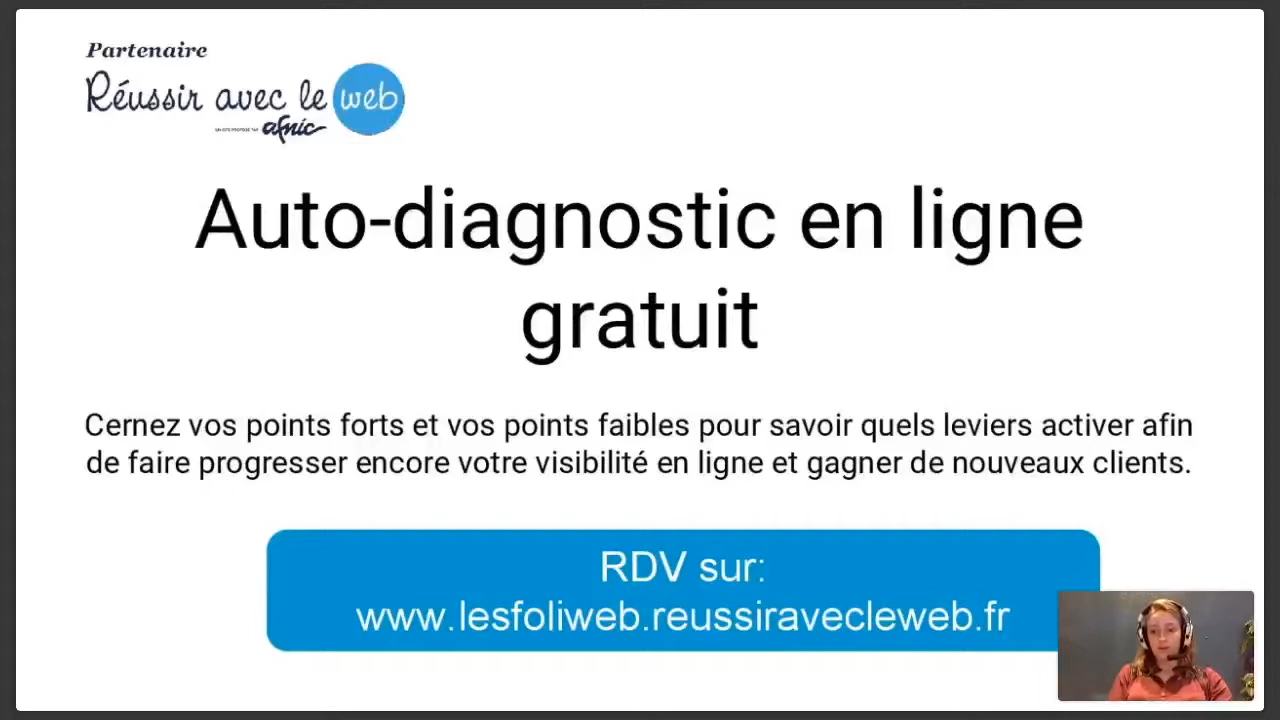 Partenaire
Réussir avec le web
afnic
Auto-diagnostic en ligne
gratuit
Cernez vos points forts et vos points faibles pour savoir quels leviers activer afin
de faire progresser encore votre visibilité en ligne et gagner de nouveaux clients.
RDV sur:
www.lesfoliweb.reussiravecleweb.fr